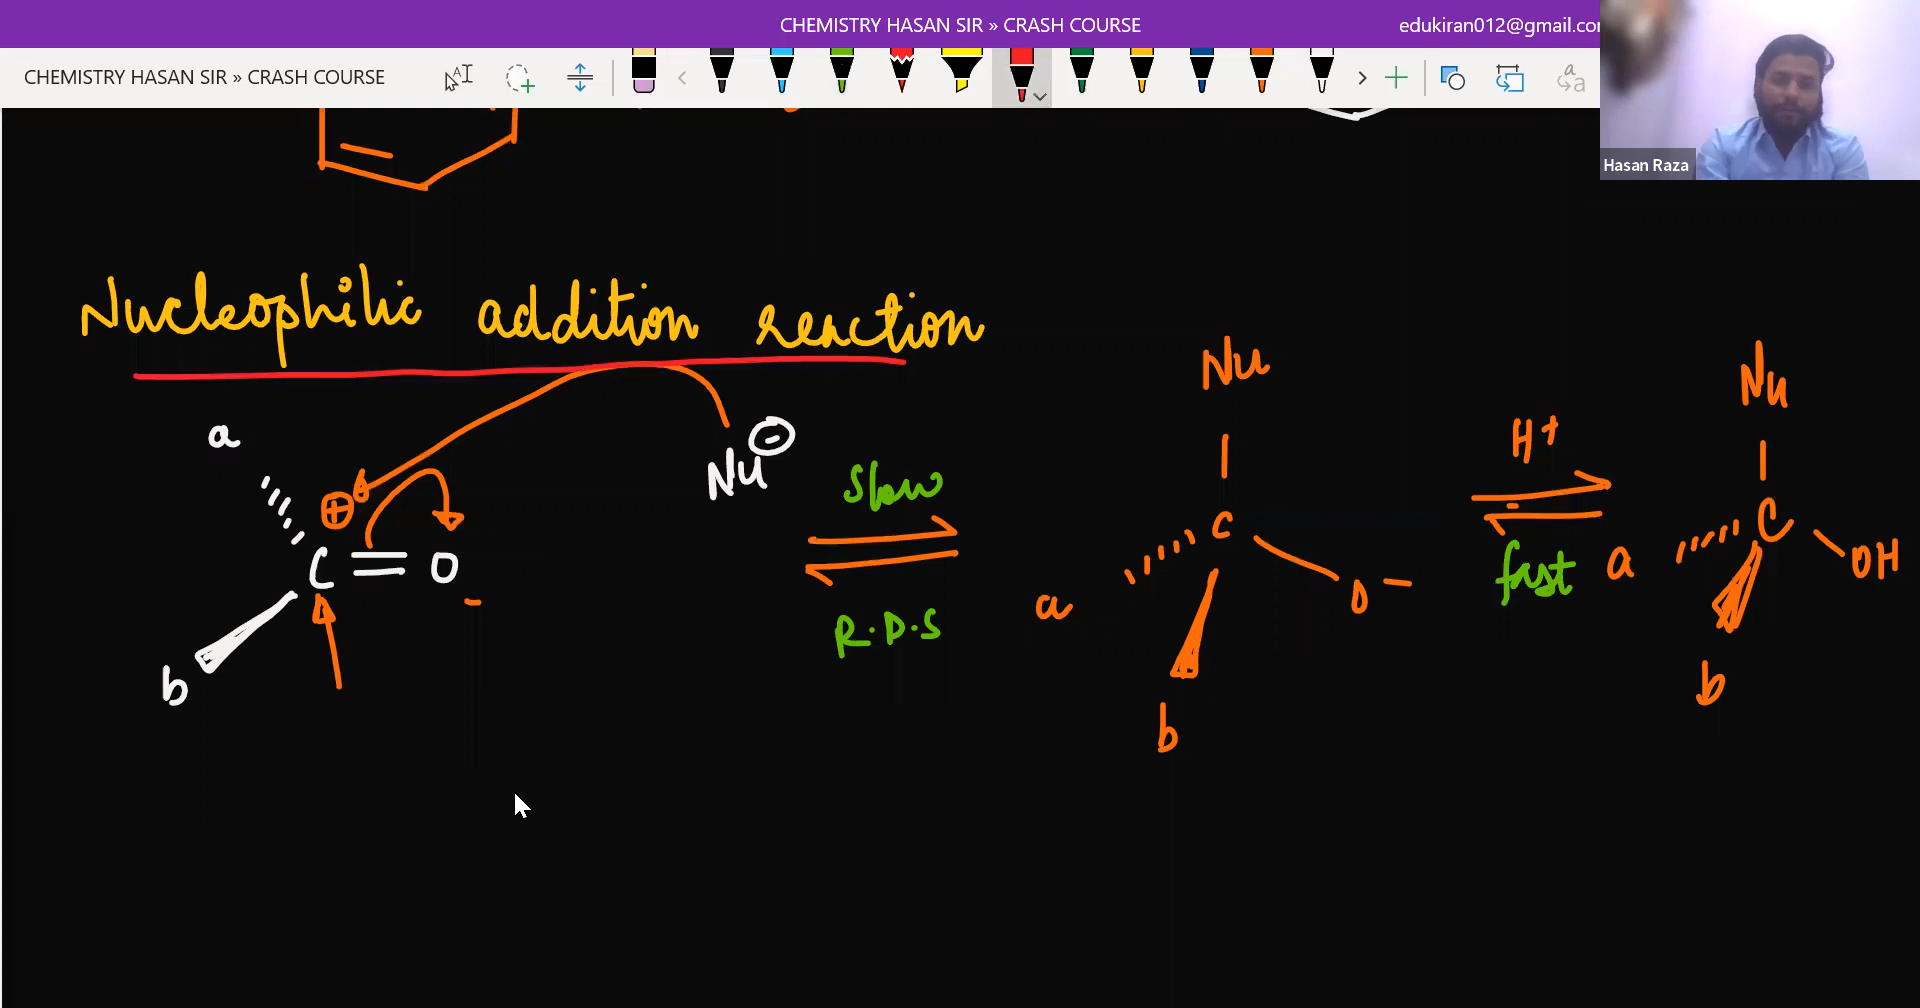 CHEMISTRY HASAN SIR » CRASH COURSE
edukiran012@gmail.co
CHEMISTRY HASAN SIR » CRASH COURSE
Hasan Raza
Nucleophilic addition reaction
a
⊕
C = O
-
b
Nu ⊖
Slow
R.D.S
Nu
C
a
O -
b
H+
fast
Nu
C
a
OH
b